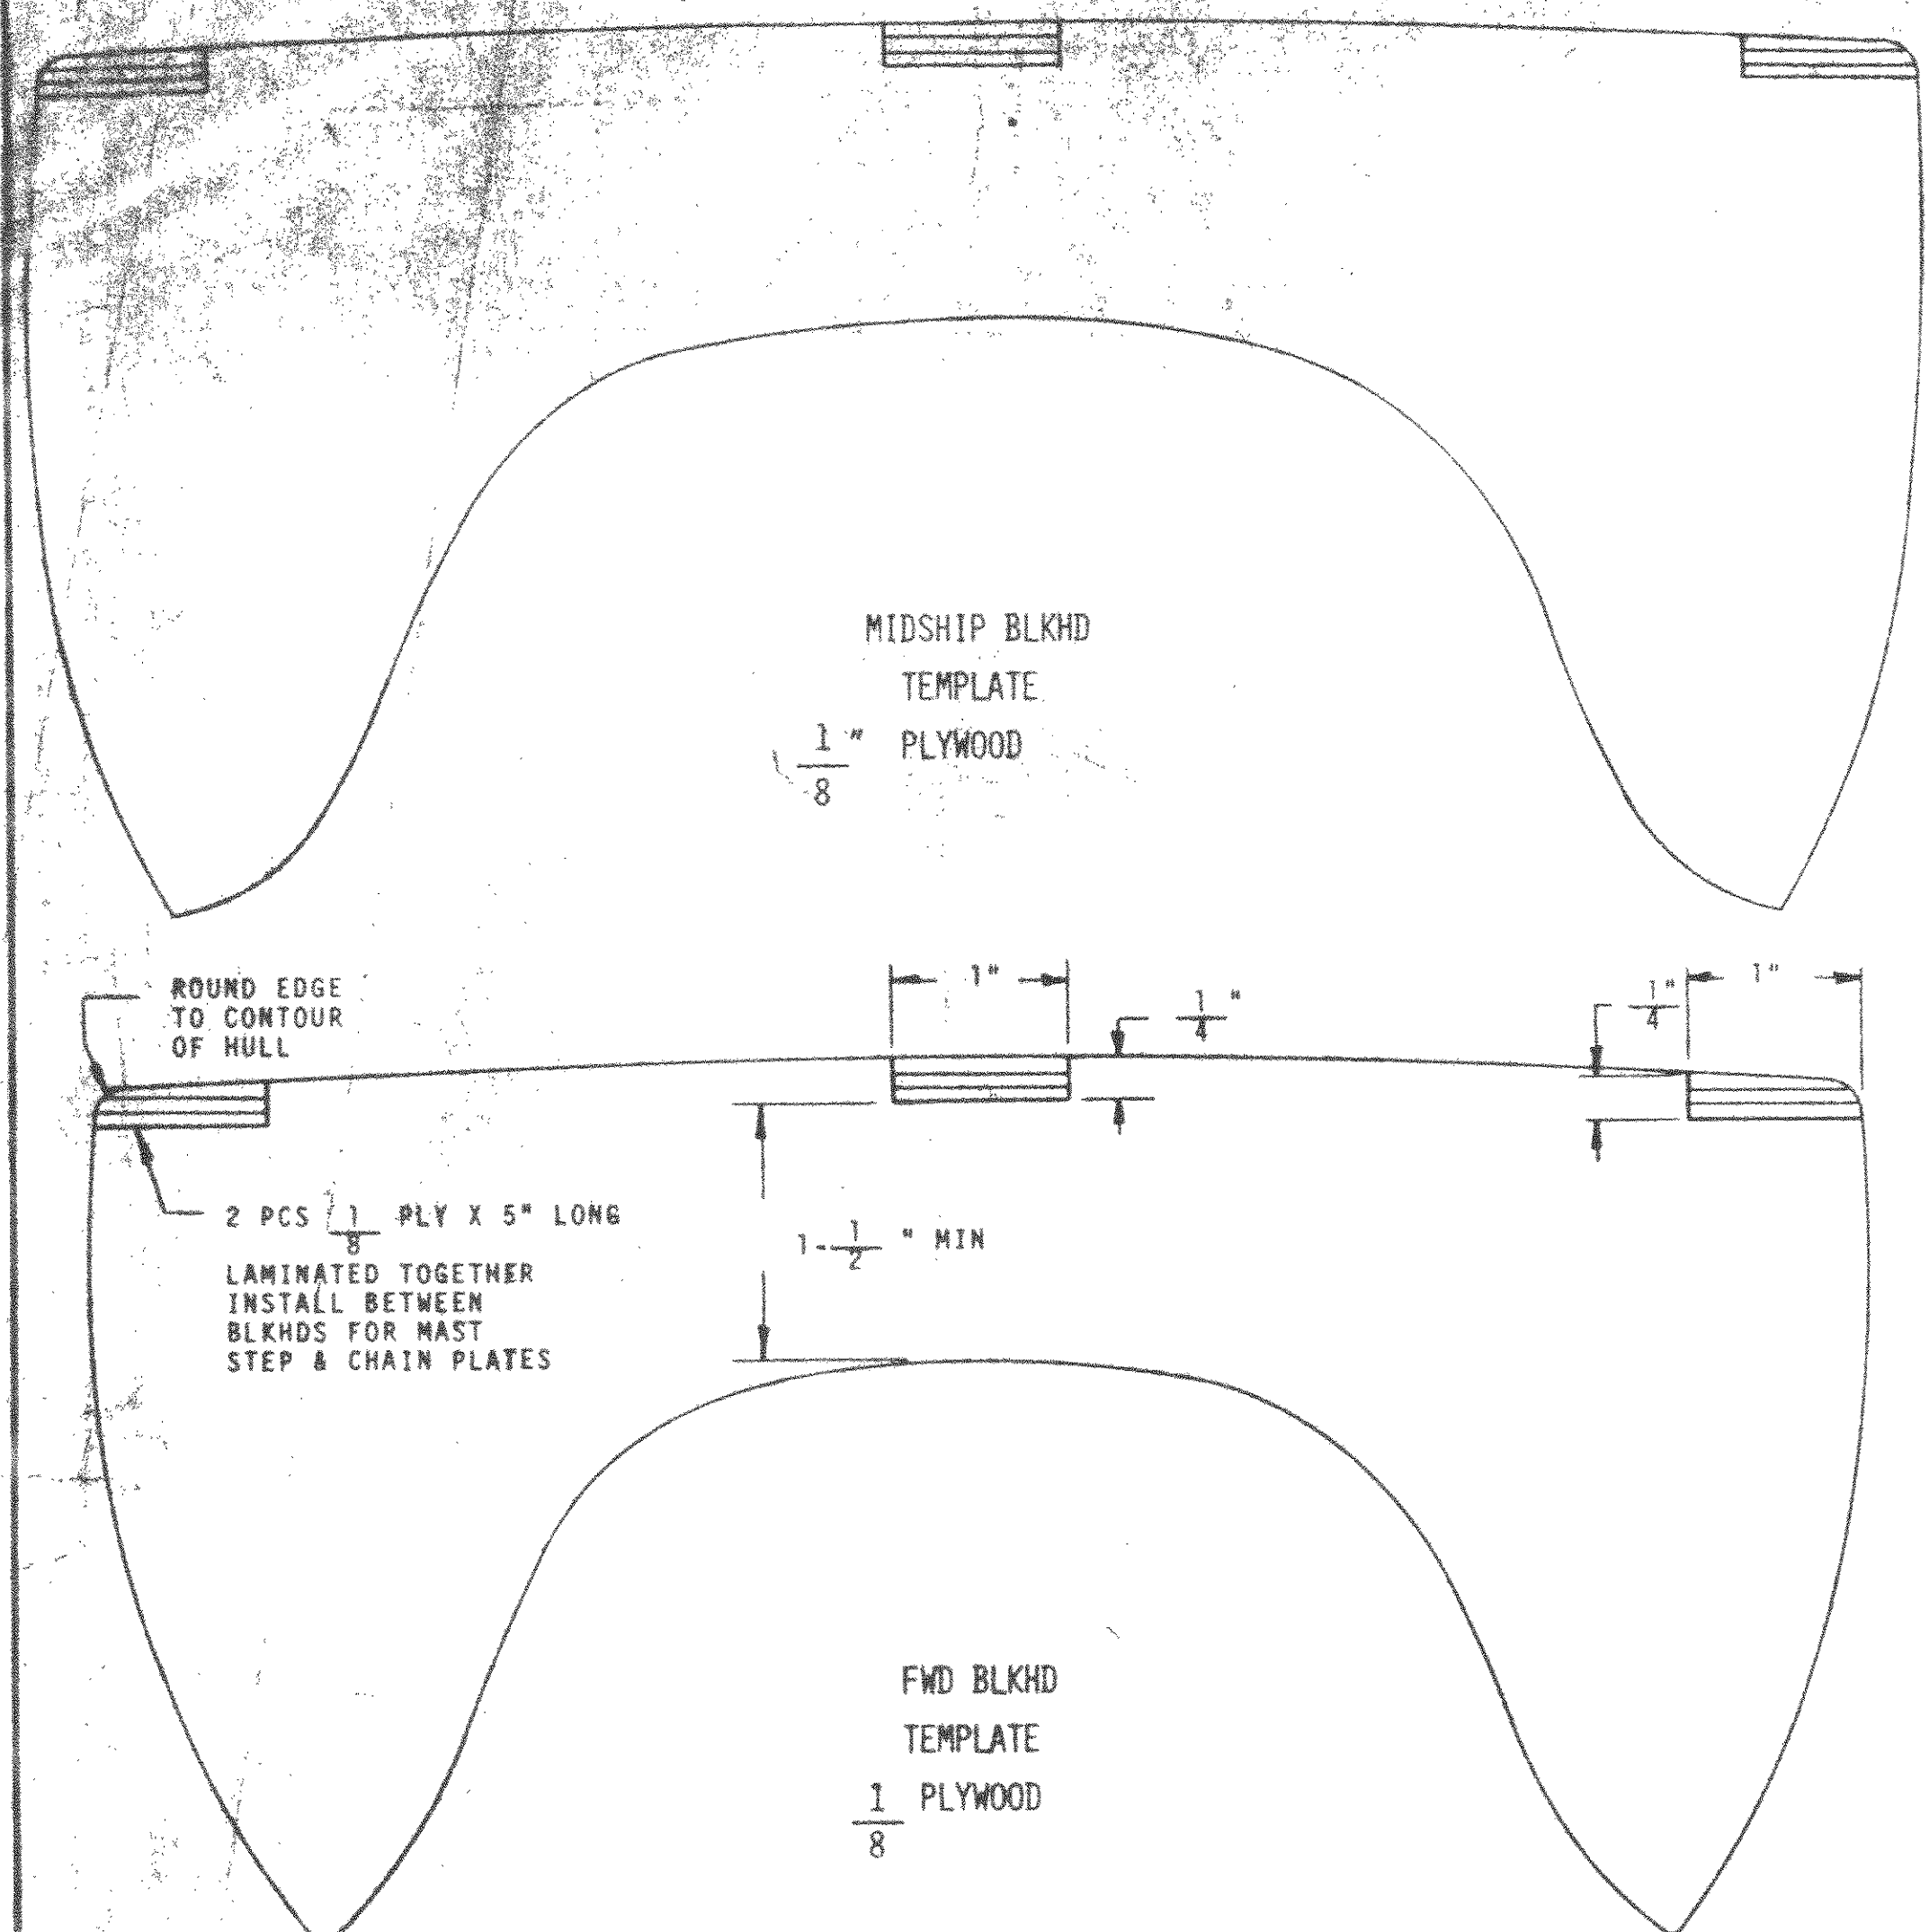 MIDSHIP BLKHD
TEMPLATE
1/8" PLYWOOD
ROUND EDGE
TO CONTOUR
OF HULL
1"
1/4"
1/4"
1"
2 PCS 1/8 PLY X 5" LONG
LAMINATED TOGETHER
INSTALL BETWEEN
BLKHDS FOR MAST
STEP & CHAIN PLATES
1-1/2" MIN
FWD BLKHD
TEMPLATE
1/8 PLYWOOD